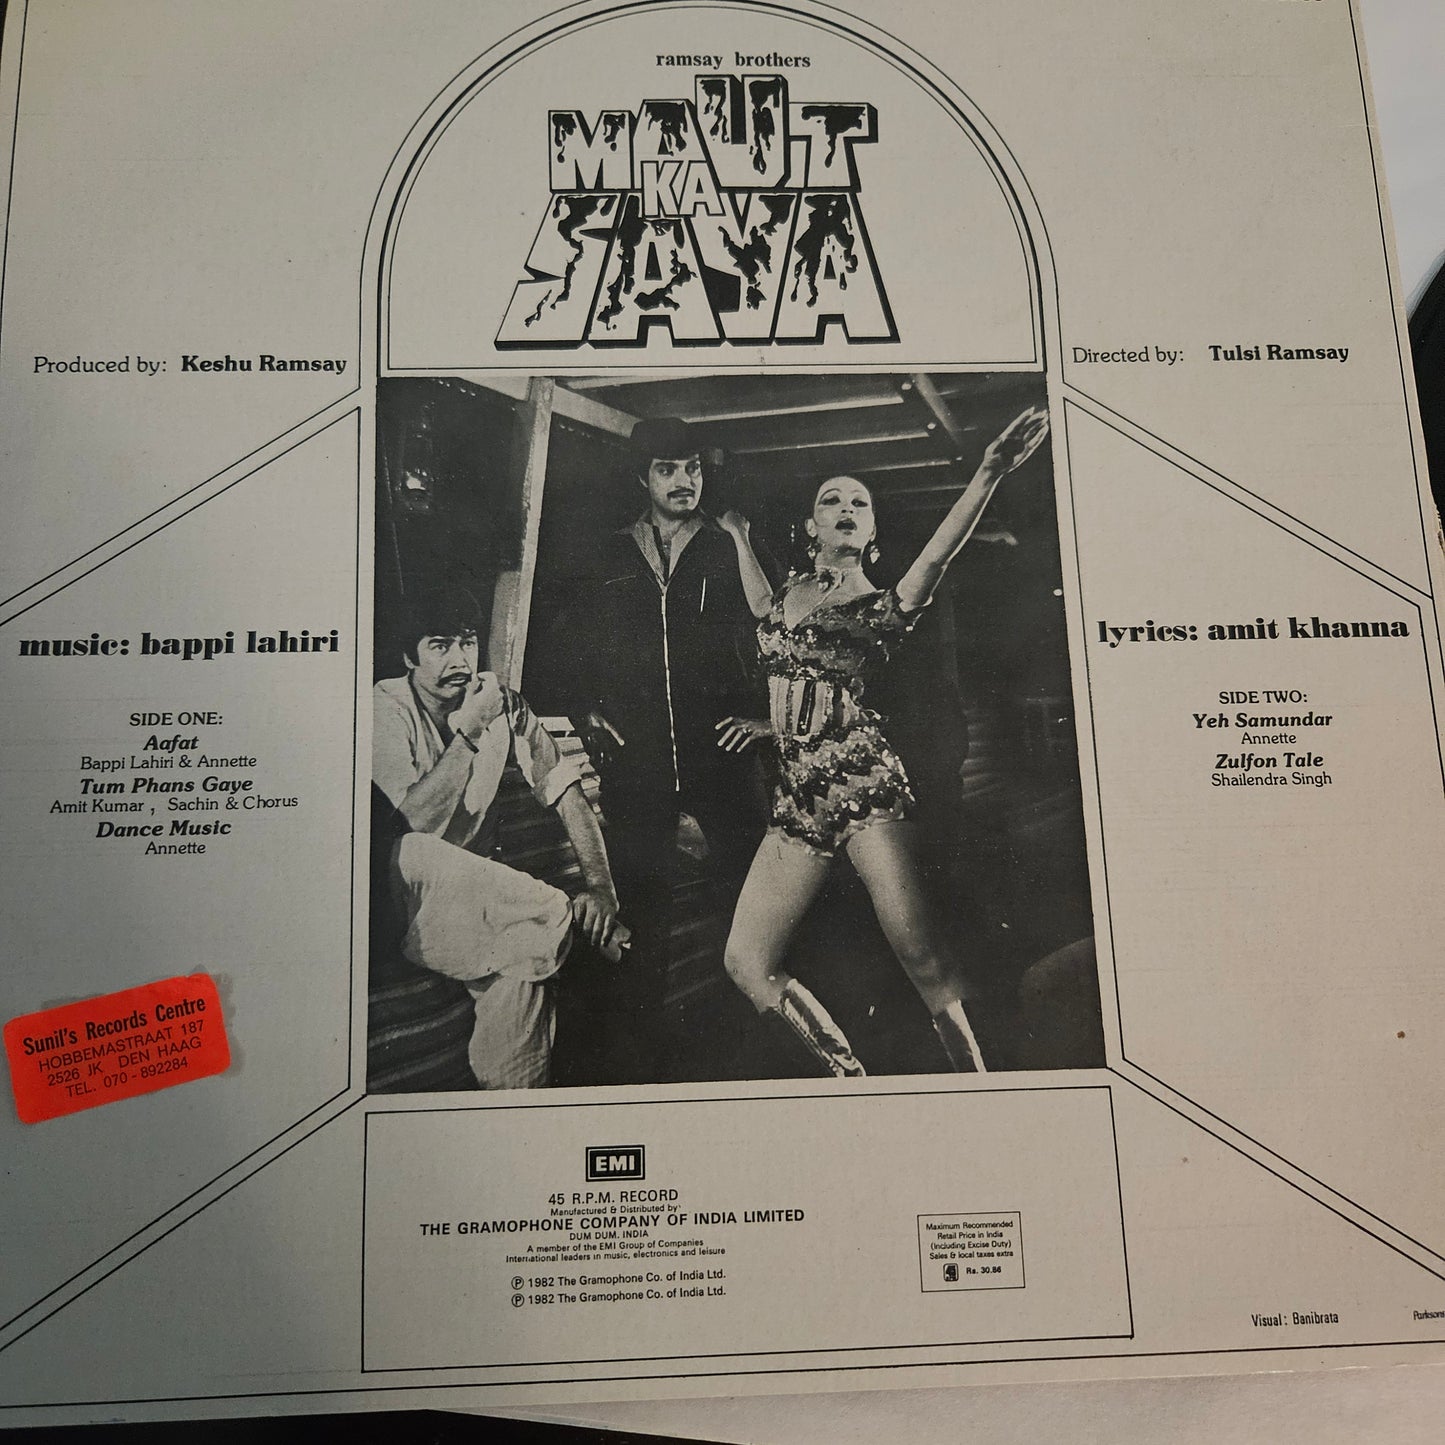 ramsay brothers
MAUT
KA
SAYA
Produced by: Keshu Ramsay
Directed by: Tulsi Ramsay
music: bappi lahiri
SIDE ONE:
Aafat
Bappi Lahiri & Annette
Tum Phans Gaye
Amit Kumar , Sachin & Chorus
Dance Music
Annette
lyrics: amit khanna
SIDE TWO:
Yeh Samundar
Annette
Zulfon Tale
Shailendra Singh
Sunil's Records Centre
HOBBEMASTRAAT 187
2526 JK DEN HAAG
TEL. 070 - 892284
EMI
45 R.P.M. RECORD
Manufactured & Distributed by
THE GRAMOPHONE COMPANY OF INDIA LIMITED
DUM DUM. INDIA
A member of the EMI Group of Companies
International leaders in music, electronics and leisure
℗ 1982 The Gramophone Co. of India Ltd.
℗ 1982 The Gramophone Co. of India Ltd.
Maximum Recommended
Retail Price in India
(Including Excise Duty)
Sales & local taxes extra
Rs. 30.86
Visual: Banibrata
Parksons